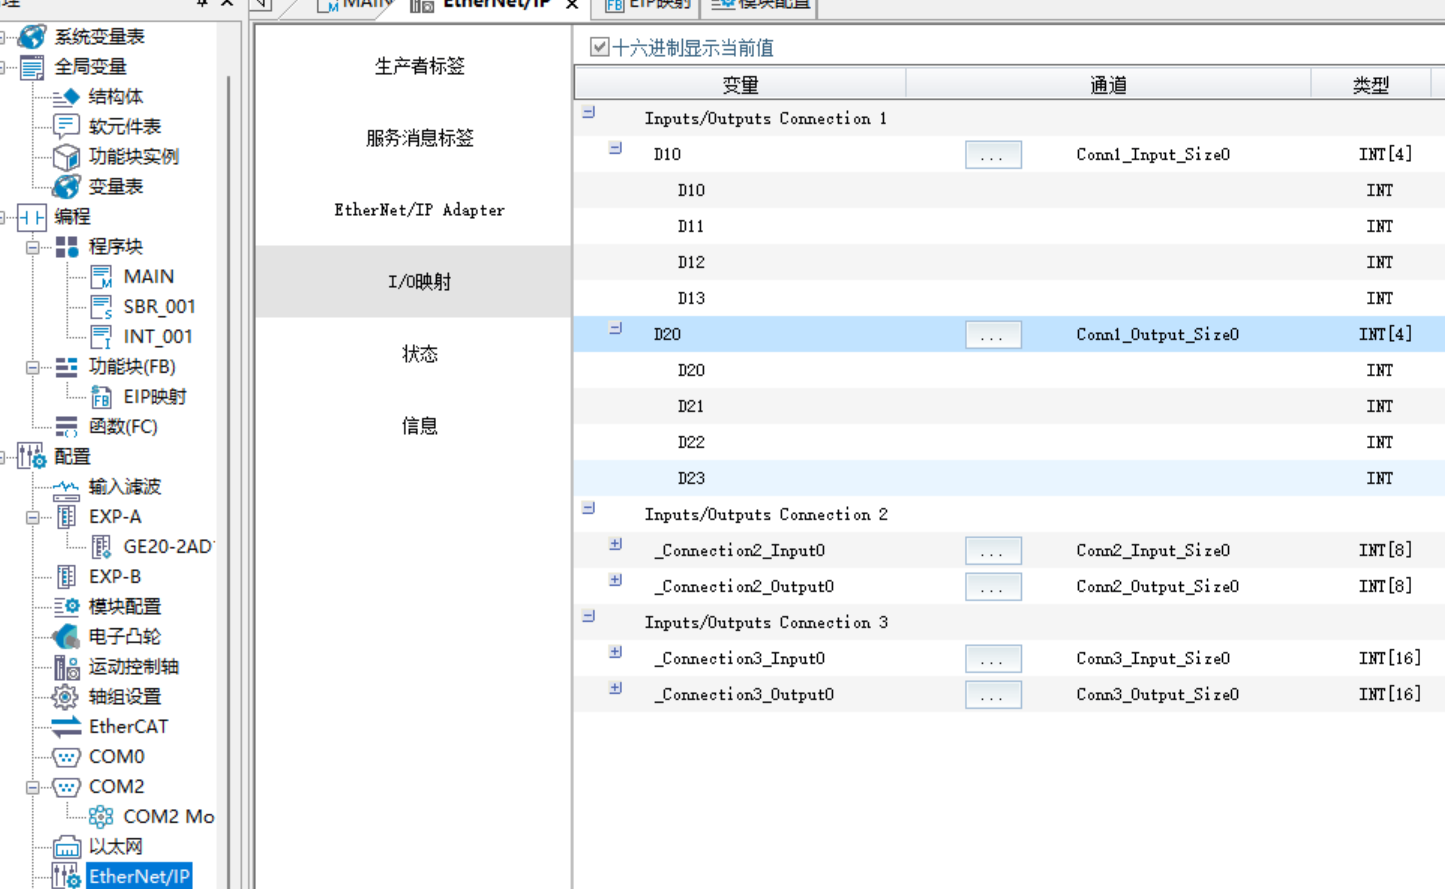 MAIN
EtherNet/IP
EIP映射
模块配置
系统变量表
全局变量
结构体
软元件表
功能块实例
变量表
编程
程序块
MAIN
SBR_001
INT_001
功能块(FB)
EIP映射
函数(FC)
配置
输入滤波
EXP-A
GE20-2AD
EXP-B
模块配置
电子凸轮
运动控制轴
轴组设置
EtherCAT
COM0
COM2
COM2 Mo
以太网
EtherNet/IP
生产者标签
服务消息标签
EtherNet/IP Adapter
I/O映射
状态
信息
十六进制显示当前值
变量 通道 类型
Inputs/Outputs Connection 1
D10 ... Conn1_Input_Size0 INT[4]
D10 INT
D11 INT
D12 INT
D13 INT
D20 ... Conn1_Output_Size0 INT[4]
D20 INT
D21 INT
D22 INT
D23 INT
Inputs/Outputs Connection 2
_Connection2_Input0 ... Conn2_Input_Size0 INT[8]
_Connection2_Output0 ... Conn2_Output_Size0 INT[8]
Inputs/Outputs Connection 3
_Connection3_Input0 ... Conn3_Input_Size0 INT[16]
_Connection3_Output0 ... Conn3_Output_Size0 INT[16]